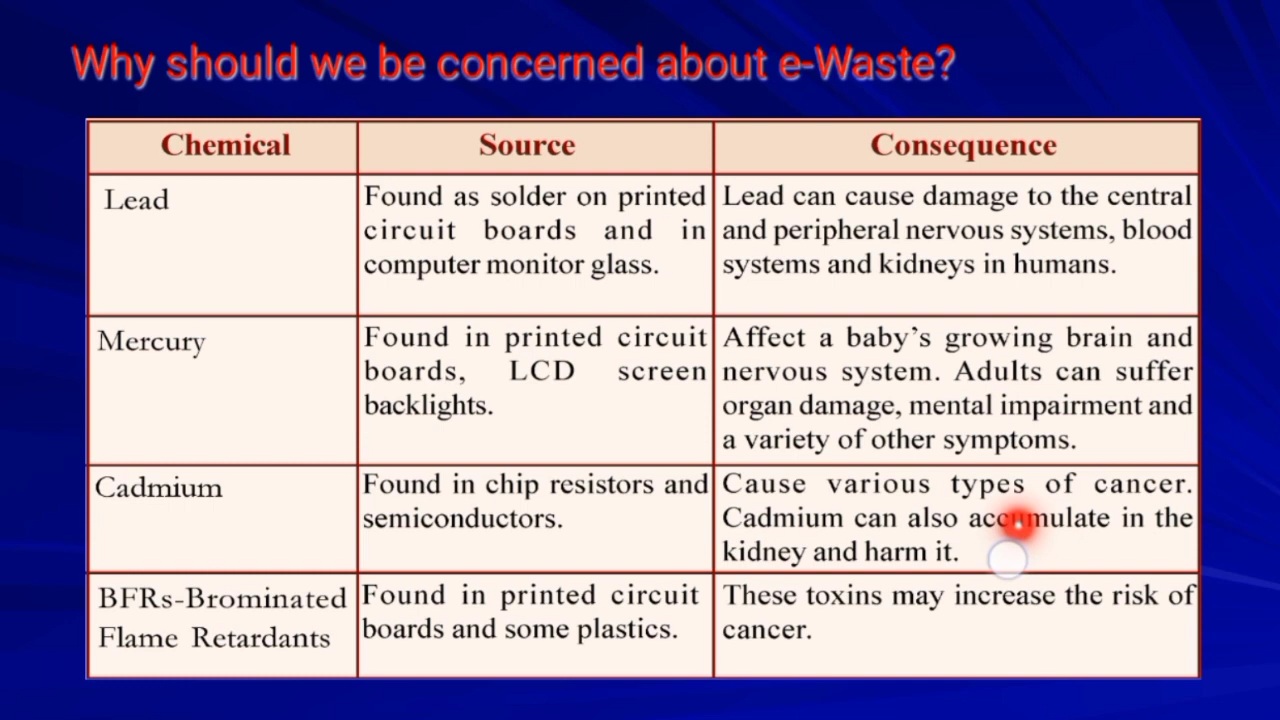 Why should we be concerned about e-Waste?
Chemical
Source
Consequence
Lead
Found as solder on printed
circuit boards and in
computer monitor glass.
Lead can cause damage to the central
and peripheral nervous systems, blood
systems and kidneys in humans.
Mercury
Found in printed circuit
boards, LCD screen
backlights.
Affect a baby's growing brain and
nervous system. Adults can suffer
organ damage, mental impairment and
a variety of other symptoms.
Cadmium
Found in chip resistors and
semiconductors.
Cause various types of cancer.
Cadmium can also accumulate in the
kidney and harm it.
BFRs-Brominated
Flame Retardants
Found in printed circuit
boards and some plastics.
These toxins may increase the risk of
cancer.